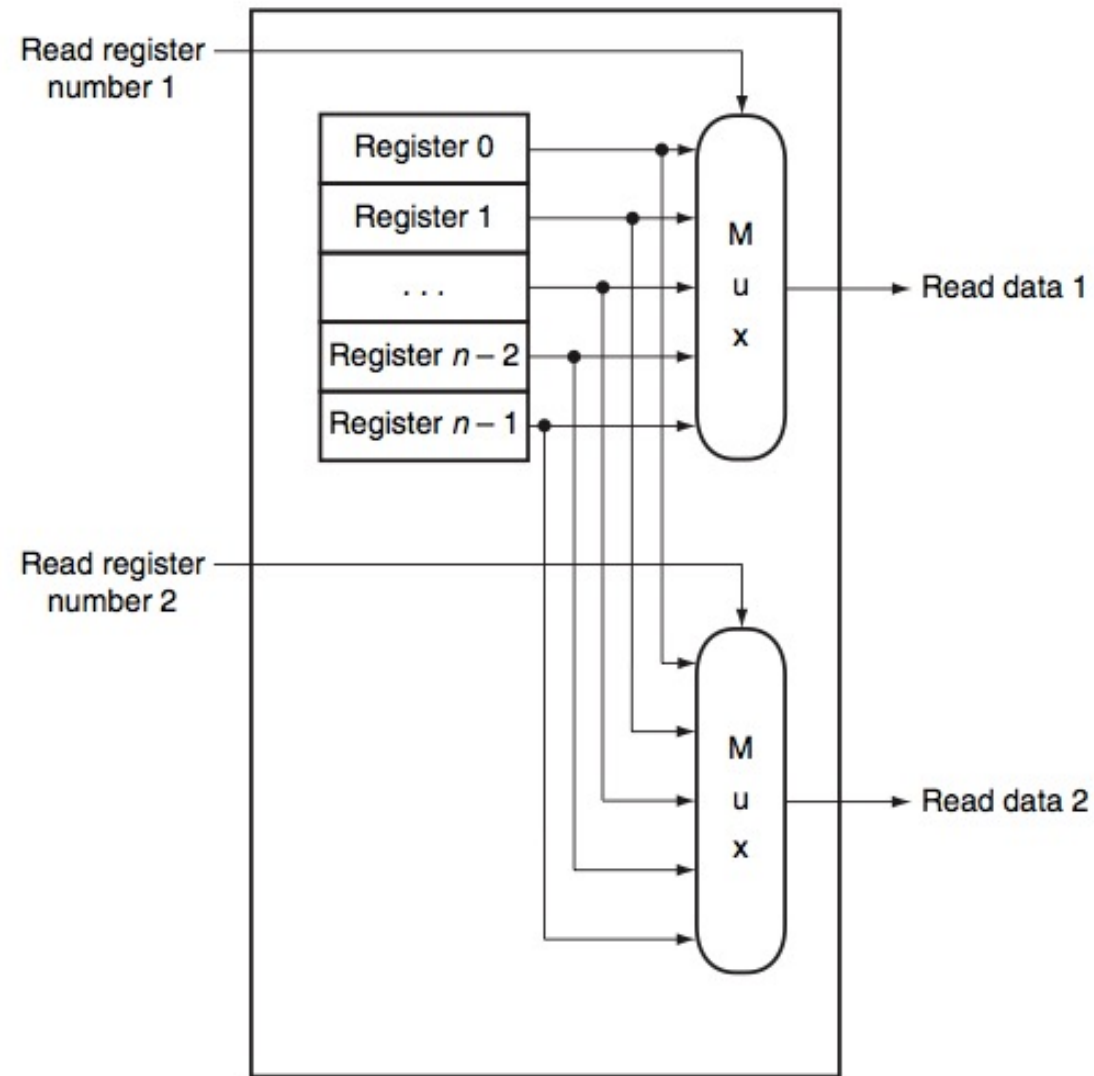 Read register
number 1
Register 0
Register 1
. . .
Register n – 2
Register n – 1
M
u
x
Read data 1
Read register
number 2
M
u
x
Read data 2